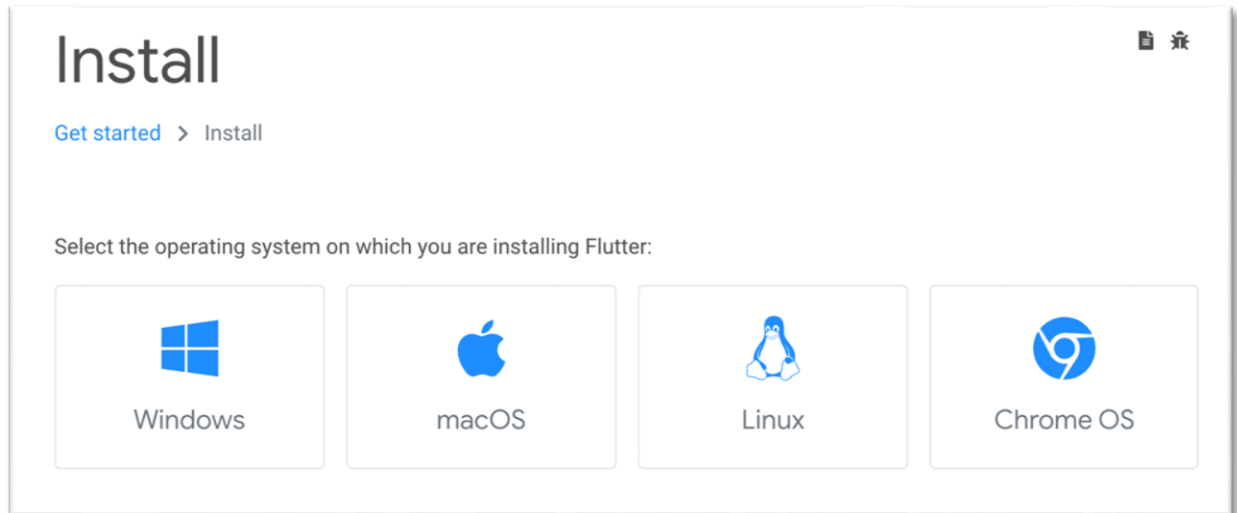 Install
Get started > Install
Select the operating system on which you are installing Flutter:
Windows
macOS
Linux
Chrome OS